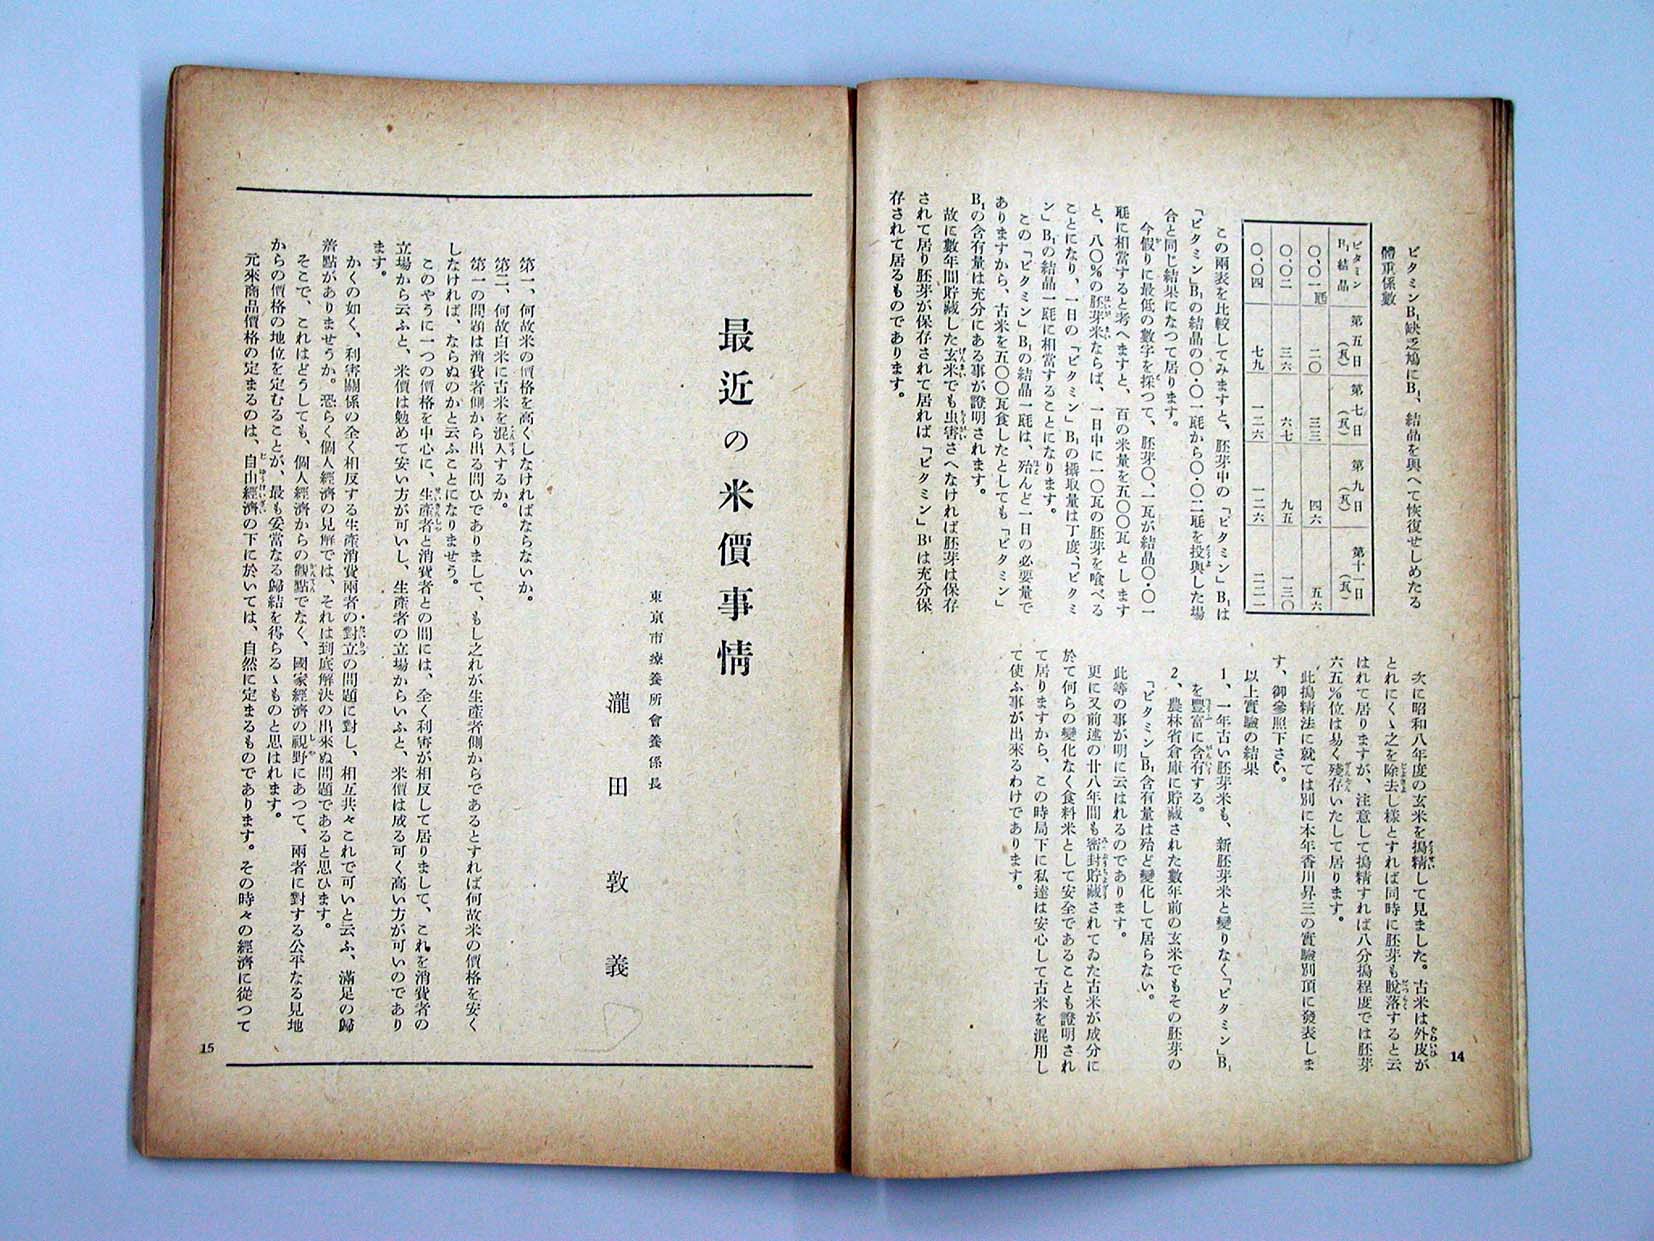 ビタミンB₁缺乏鳩にB₁、結晶を與へて恢復せしめたる
體重係數
ビタミンB₁結晶 第五日(瓦) 第七日(瓦) 第九日(瓦) 第十一日(瓦)
〇、〇一瓱 二〇 三三 四六 五六
〇、〇二 三六 六七 九五 一三〇
〇、〇四 七九 一二六 一二六 二二一
この兩表を比較してみますと、胚芽中の「ビタミン」B₁は
「ビタミン」B₁の結晶の〇・〇一瓱から〇・〇二瓱を投與した場
合と同じ結果になつて居ります。
今假りに最低の數字を採つて、胚芽〇、一瓦が結晶〇・〇一
瓱に相當すると考へますと、百の米量を五〇〇瓦とします
と、八〇%の胚芽米ならば、一日中に一〇瓦の胚芽を喰べる
ことになり、一日の「ビタミン」B₁の攝取量は丁度、「ビタミ
ン」B₁の結晶一瓱に相當することになります。
この「ビタミン」B₁の結晶一瓱は、殆んど一日の必要量で
ありますから、古米を五〇〇瓦食したとしても「ビタミン」
B₁の含有量は充分にある事が證明されます。
故に數年間貯藏した玄米でも虫害さへなければ胚芽は保存
されて居り胚芽が保存されて居れば「ビタミン」B₁は充分保
存されて居るものであります。
次に昭和八年度の玄米を搗精して見ました。古米は外皮が
とれにくゝ之を除去し樣とすれば同時に胚芽も脫落すると云
はれて居りますが、注意して搗精すれば八分搗程度では胚芽
六五%位は易く殘存いたして居ります。
此搗精法に就ては別に本年香川昇三の實驗別項に發表しま
す、御參照下さい。
以上實驗の結果
1、一年古い胚芽米も、新胚芽米と變りなく「ビタミン」B₁
を豐富に含有する。
2、農林省倉庫に貯藏された數年前の玄米でもその胚芽の
「ビタミン」B₁含有量は殆ど變化して居らない。
此等の事が明に云はれるのであります。
更に又前述の廿八年間も密封貯藏されてゐた古米が成分に
於て何らの變化なく食料米として安全であることも證明され
て居りますから、この時局下に私達は安心して古米を混用し
て使ふ事が出來るわけであります。
14
最近の米價事情
東京市療養所會養係長
瀧田敦義
第一、何故米の價格を高くしなければならないか。
第二、何故白米に古米を混入するか。
第一の問題は消費者側から出る問ひでありまして、もし之れが生產者側からであるとすれば何故米の價格を安く
しなければ、ならぬのかと云ふことになりませう。
このやうに一つの價格を中心に、生產者と消費者との間には、全く利害が相反して居りまして、これを消費者の
立場から云ふと、米價は勉めて安い方が可いし、生產者の立場からいふと、米價は成る可く高い方が可いのであり
ます。
かくの如く、利害關係の全く相反する生產消費兩者の對立の問題に對し、相互共々これで可いと云ふ、滿足の歸
着點がありませうか。恐らく個人經濟の見解では、それは到底解決の出來ぬ問題であると思ひます。
そこで、これはどうしても、個人經濟からの觀點でなく、國家經濟の視野にあつて、兩者に對する公平なる見地
からの價格の地位を定むることが、最も妥當なる歸結を得らるゝものと思はれます。
元來商品價格の定まるのは、自由經濟の下に於いては、自然に定まるものであります。その時々の經濟に從つて
15